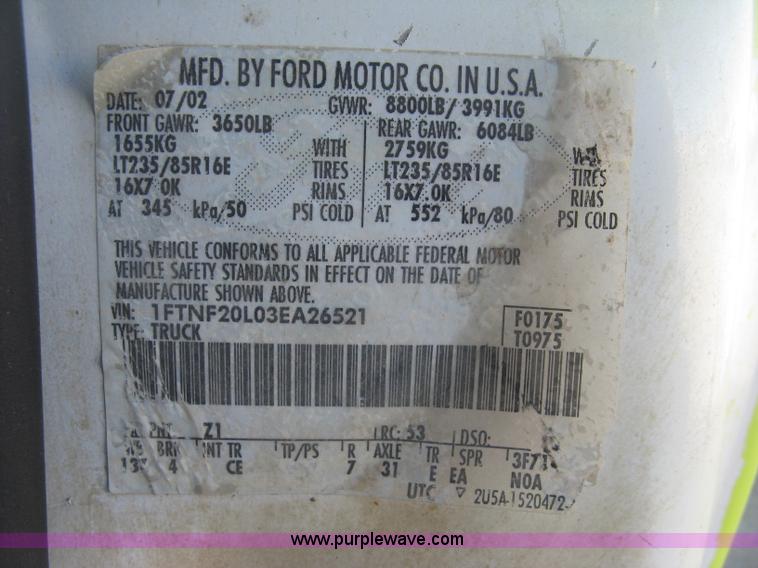 MFD. BY FORD MOTOR CO. IN U.S.A.
DATE: 07/02 GVWR: 8800LB/ 3991KG
FRONT GAWR: 3650LB REAR GAWR: 6084LB
1655KG WITH 2759KG
LT235/85R16E TIRES LT235/85R16E TIRES
16X7.0K RIMS 16X7.0K RIMS
AT 345 kPa/50 PSI COLD AT 552 kPa/80 PSI COLD
THIS VEHICLE CONFORMS TO ALL APPLICABLE FEDERAL MOTOR
VEHICLE SAFETY STANDARDS IN EFFECT ON THE DATE OF
MANUFACTURE SHOWN ABOVE.
VIN: 1FTNF20L03EA26521 F0175
TYPE: TRUCK T0975
PNT Z1 RC: 53 DSO:
BRK INT TR TP/PS R AXLE TR SPR
4 CE 7 31 E EA N0A
UTC ▽ 2U5A-1520472-
www.purplewave.com